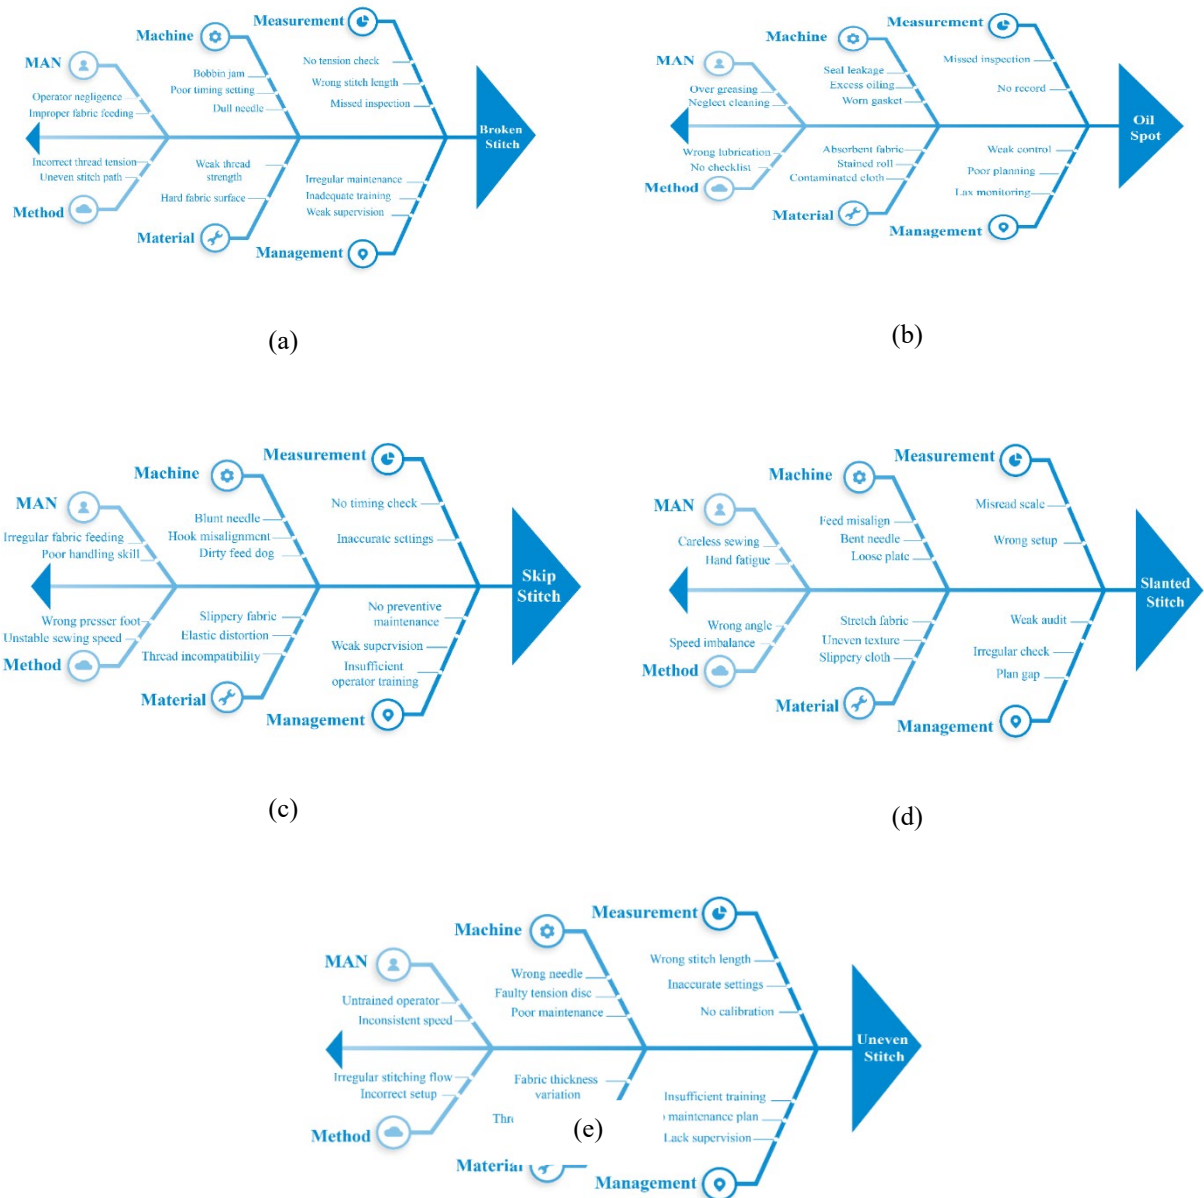 Measurement
Machine
MAN
No tension check
Bobbin jam
Wrong stitch length
Poor timing setting
Operator negligence
Missed inspection
Dull needle
Improper fabric feeding
Broken
Stitch
Incorrect thread tension
Weak thread
strength
Uneven stitch path
Irregular maintenance
Inadequate training
Hard fabric surface
Weak supervision
Method
Material
Management
(a)
Measurement
Machine
MAN
Missed inspection
Seal leakage
Excess oiling
Over greasing
No record
Worn gasket
Neglect cleaning
Oil
Spot
Wrong lubrication
Absorbent fabric
Weak control
No checklist
Stained roll
Poor planning
Contaminated cloth
Method
Lax monitoring
Material
Management
(b)
Measurement
Machine
MAN
No timing check
Blunt needle
Irregular fabric feeding
Hook misalignment
Inaccurate settings
Poor handling skill
Dirty feed dog
Skip
Stitch
Wrong presser foot
Slippery fabric
No preventive
maintenance
Unstable sewing speed
Elastic distortion
Weak supervision
Thread incompatibility
Insufficient
operator training
Method
Material
Management
(c)
Measurement
Machine
MAN
Misread scale
Feed misalign
Careless sewing
Bent needle
Wrong setup
Hand fatigue
Loose plate
Slanted
Stitch
Wrong angle
Stretch fabric
Weak audit
Speed imbalance
Uneven texture
Irregular check
Slippery cloth
Plan gap
Method
Material
Management
(d)
Measurement
Machine
MAN
Wrong stitch length
Wrong needle
Inaccurate settings
Faulty tension disc
Untrained operator
No calibration
Poor maintenance
Inconsistent speed
Uneven
Stitch
Irregular stitching flow
Fabric thickness
variation
Incorrect setup
Insufficient training
Thr
maintenance plan
Lack supervision
Method
Material
Management
(e)